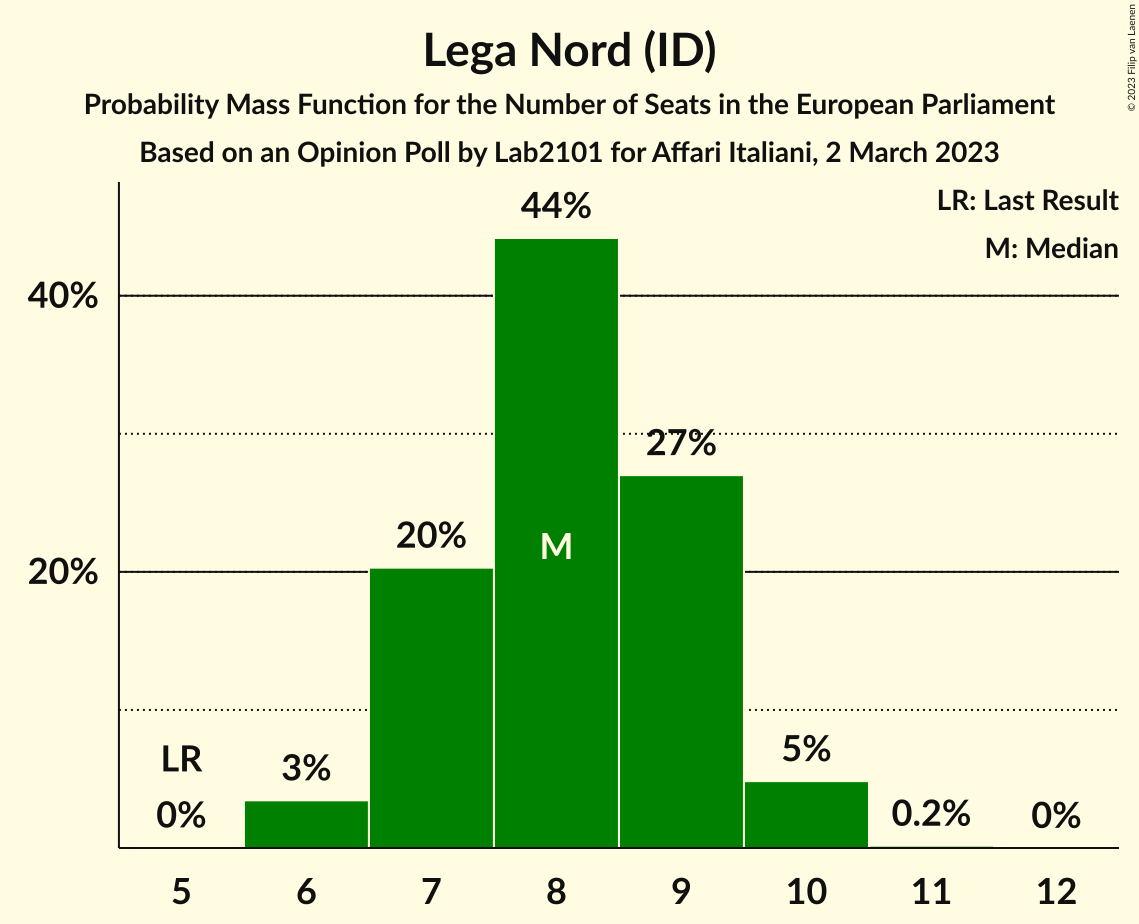 Lega Nord (ID)
Probability Mass Function for the Number of Seats in the European Parliament
Based on an Opinion Poll by Lab2101 for Affari Italiani, 2 March 2023
© 2023 Filip van Laenen
LR: Last Result
M: Median
44%
40%
27%
20%
M
20%
LR
3%
5%
0%
0.2%
0%
5 6 7 8 9 10 11 12